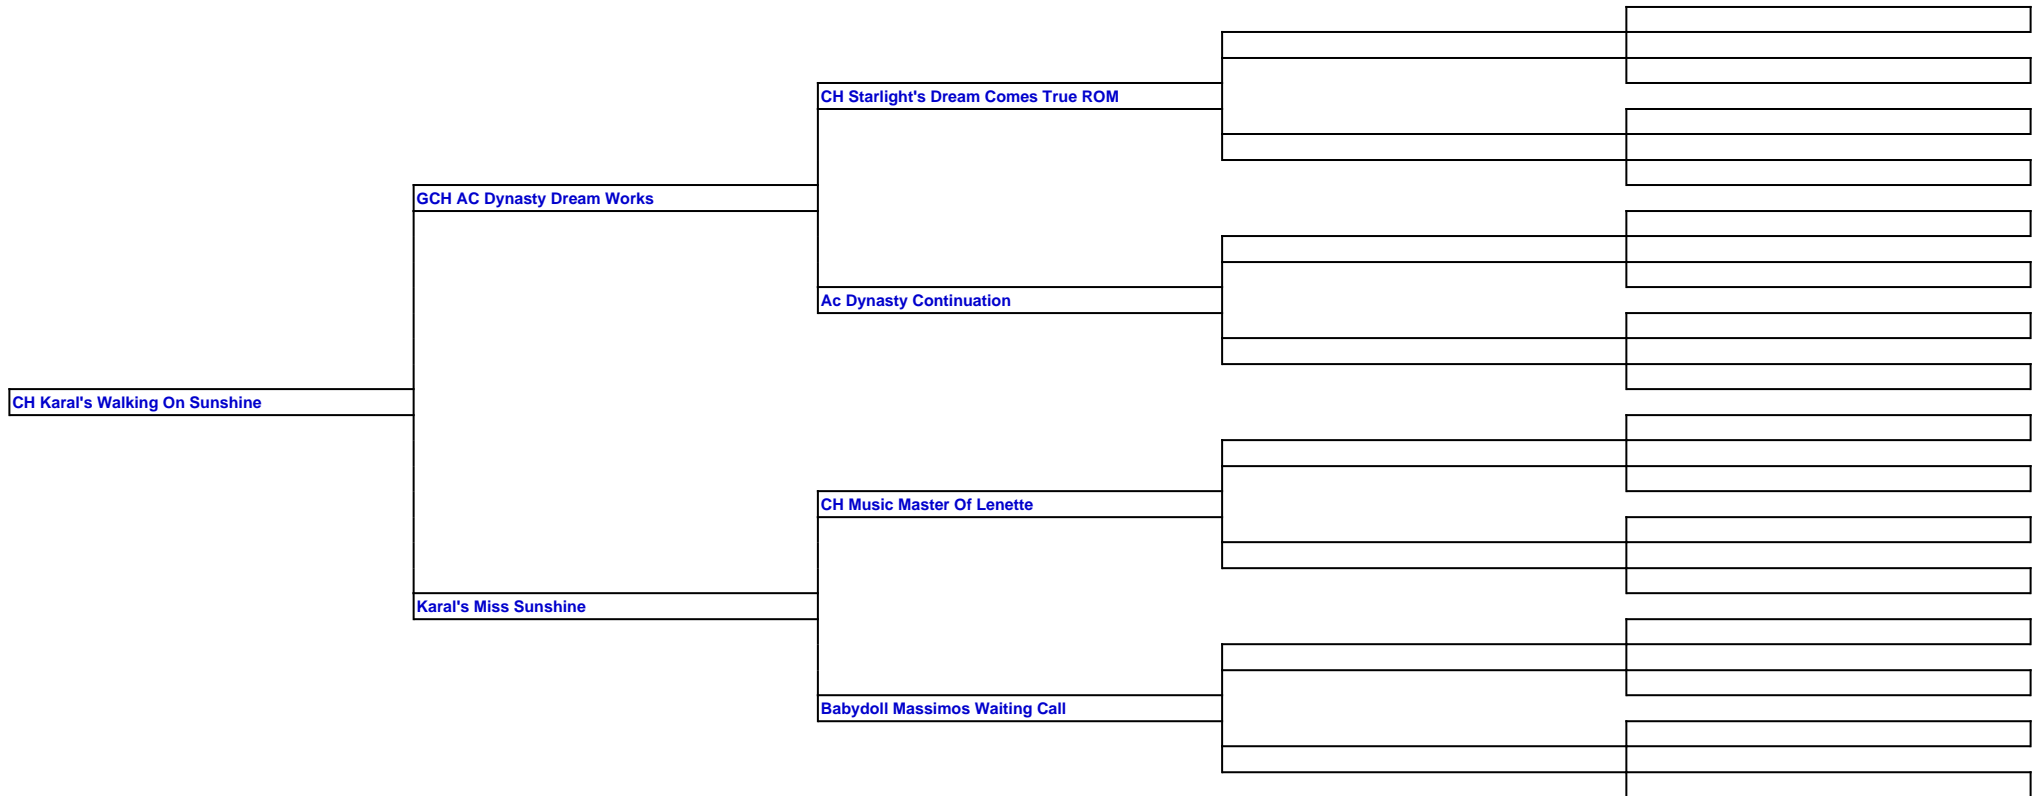 CH Starlight's Dream Comes True ROM
GCH AC Dynasty Dream Works
Ac Dynasty Continuation
CH Karal's Walking On Sunshine
CH Music Master Of Lenette
Karal's Miss Sunshine
Babydoll Massimos Waiting Call